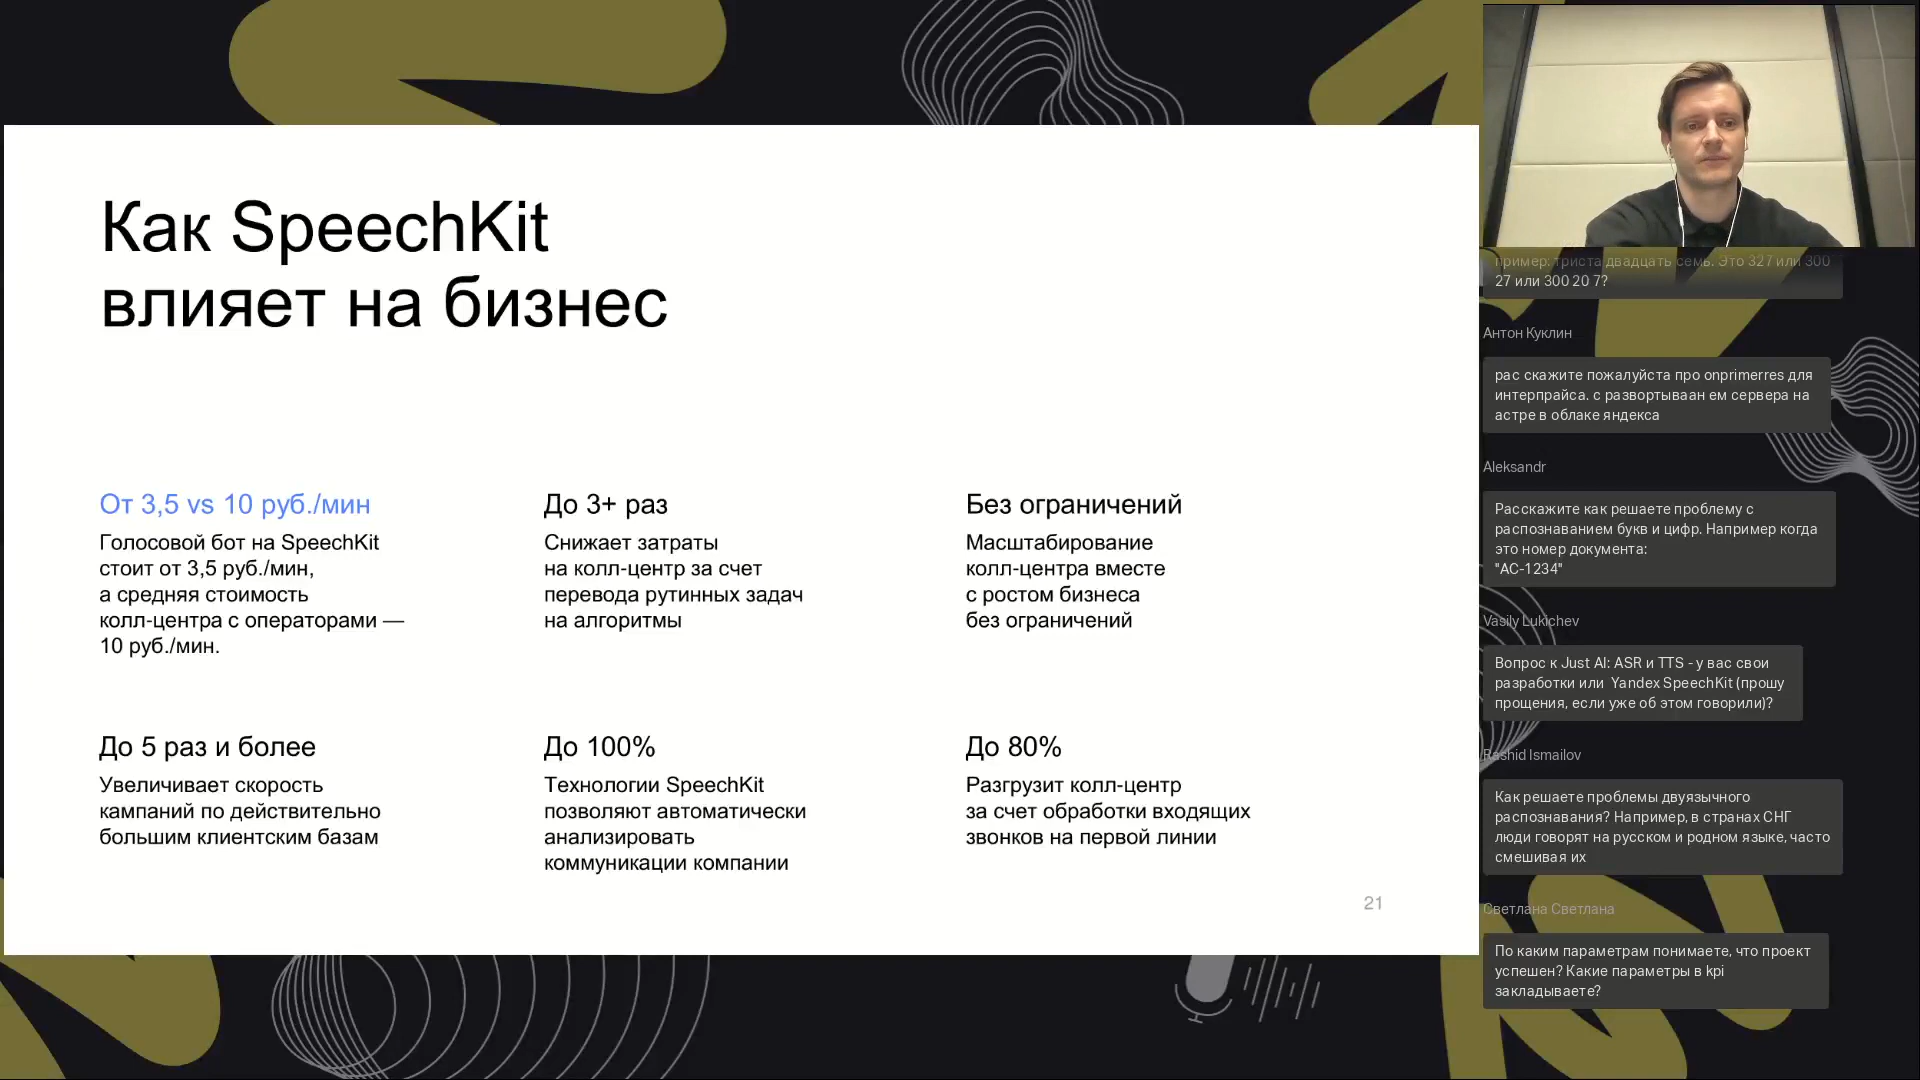 Как SpeechKit
влияет на бизнес
От 3,5 vs 10 руб./мин
Голосовой бот на SpeechKit
стоит от 3,5 руб./мин,
а средняя стоимость
колл-центра с операторами —
10 руб./мин.
До 3+ раз
Снижает затраты
на колл-центр за счет
перевода рутинных задач
на алгоритмы
Без ограничений
Масштабирование
колл-центра вместе
с ростом бизнеса
без ограничений
До 5 раз и более
Увеличивает скорость
кампаний по действительно
большим клиентским базам
До 100%
Технологии SpeechKit
позволяют автоматически
анализировать
коммуникации компании
До 80%
Разгрузит колл-центр
за счет обработки входящих
звонков на первой линии
21
пример: триста двадцать семь. Это 327 или 300
27 или 300 20 7?
Антон Куклин
рас скажите пожалуйста про onprimerres для
интерпрайса. с развортываан ем сервера на
астре в облаке яндекса
Aleksandr
Расскажите как решаете проблему с
распознаванием букв и цифр. Например когда
это номер документа:
"АС-1234"
Vasily Lukichev
Вопрос к Just AI: ASR и TTS - у вас свои
разработки или Yandex SpeechKit (прошу
прощения, если уже об этом говорили)?
Rashid Ismailov
Как решаете проблемы двуязычного
распознавания? Например, в странах СНГ
люди говорят на русском и родном языке, часто
смешивая их
Светлана Светлана
По каким параметрам понимаете, что проект
успешен? Какие параметры в kpi
закладываете?